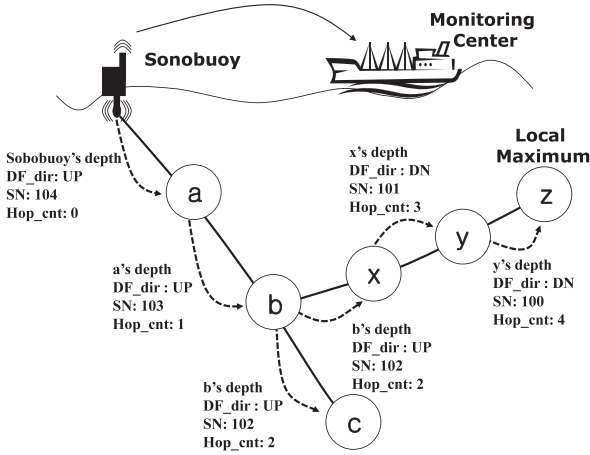 Monitoring
Center
Sonobuoy
Local
Maximum
Sobobuoy's depth
DF_dir: UP
SN: 104
Hop_cnt: 0
a
x's depth
DF_dir : DN
SN: 101
Hop_cnt: 3
z
y
x
y's depth
DF_dir : DN
SN: 100
Hop_cnt: 4
a's depth
DF_dir : UP
SN: 103
Hop_cnt: 1
b
b's depth
DF_dir : UP
SN: 102
Hop_cnt: 2
b's depth
DF_dir : UP
SN: 102
Hop_cnt: 2
c